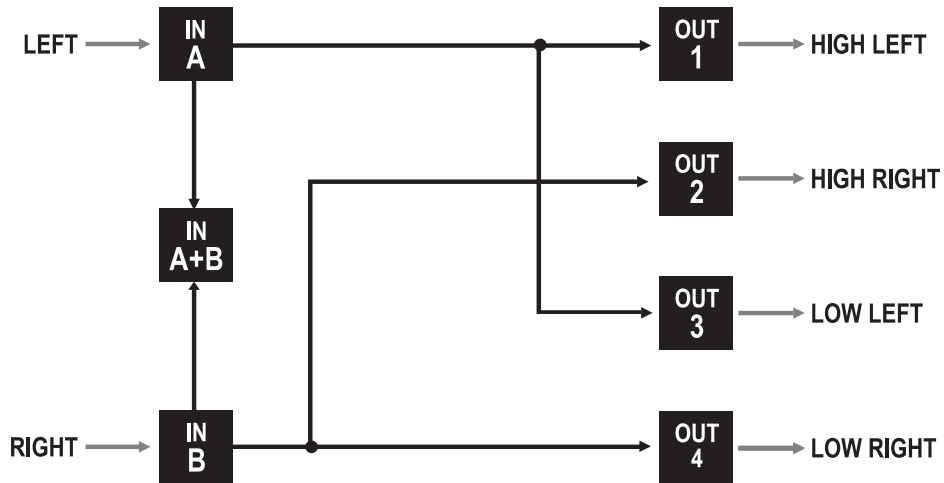 LEFT
IN
A
OUT
1
HIGH LEFT
OUT
2
HIGH RIGHT
IN
A+B
OUT
3
LOW LEFT
RIGHT
IN
B
OUT
4
LOW RIGHT